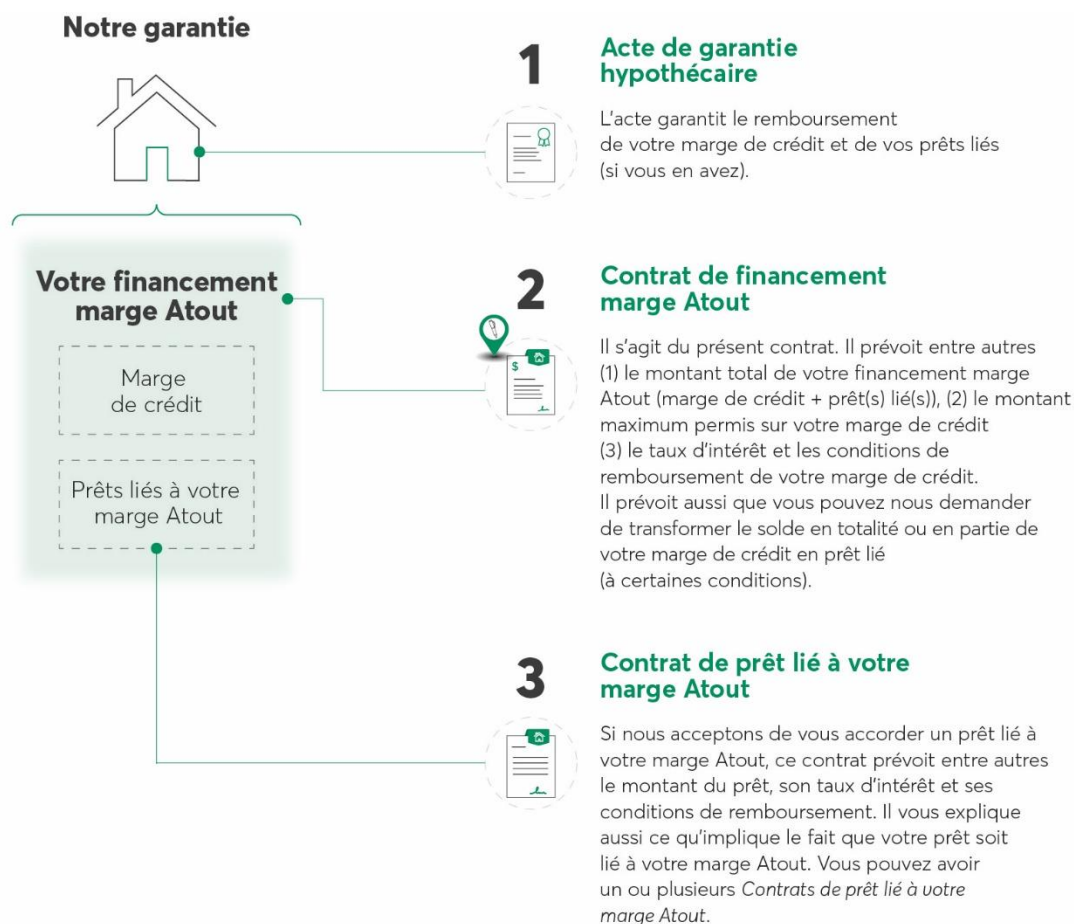 Notre garantie
1
Acte de garantie
hypothécaire
L'acte garantit le remboursement
de votre marge de crédit et de vos prêts liés
(si vous en avez).
Votre financement
marge Atout
Marge
de crédit
Prêts liés à votre
marge Atout
2
Contrat de financement
marge Atout
$
Il s'agit du présent contrat. Il prévoit entre autres
(1) le montant total de votre financement marge
Atout (marge de crédit + prêt(s) lié(s)), (2) le montant
maximum permis sur votre marge de crédit
(3) le taux d'intérêt et les conditions de
remboursement de votre marge de crédit.
Il prévoit aussi que vous pouvez nous demander
de transformer le solde en totalité ou en partie de
votre marge de crédit en prêt lié
(à certaines conditions).
3
Contrat de prêt lié à votre
marge Atout
Si nous acceptons de vous accorder un prêt lié à
votre marge Atout, ce contrat prévoit entre autres
le montant du prêt, son taux d'intérêt et ses
conditions de remboursement. Il vous explique
aussi ce qu'implique le fait que votre prêt soit
lié à votre marge Atout. Vous pouvez avoir
un ou plusieurs Contrats de prêt lié à votre
marge Atout.